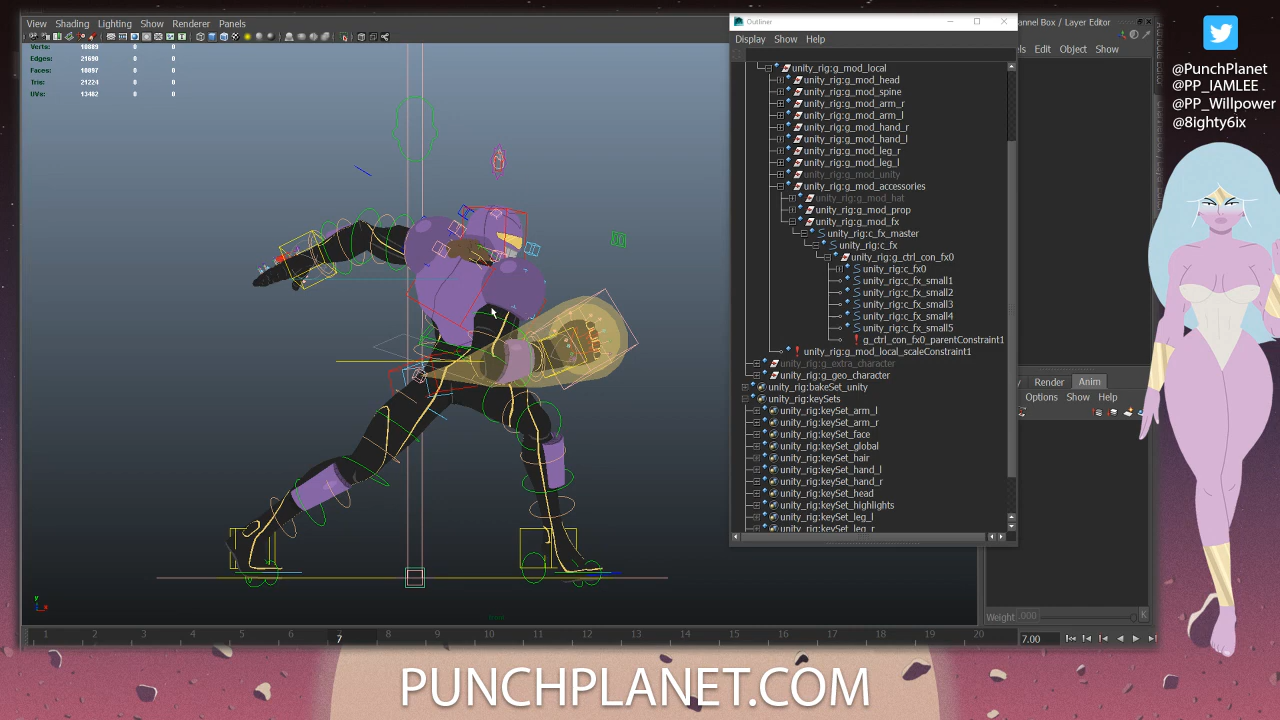 View Shading Lighting Show Renderer Panels
Verts: 10889 0 0
Edges: 21690 0 0
Faces: 10897 0 0
Tris: 21224 0 0
UVs: 13482 0 0
Outliner
Display Show Help
unity_rig:g_mod_local
unity_rig:g_mod_head
unity_rig:g_mod_spine
unity_rig:g_mod_arm_r
unity_rig:g_mod_arm_l
unity_rig:g_mod_hand_r
unity_rig:g_mod_hand_l
unity_rig:g_mod_leg_r
unity_rig:g_mod_leg_l
unity_rig:g_mod_unity
unity_rig:g_mod_accessories
unity_rig:g_mod_hat
unity_rig:g_mod_prop
unity_rig:g_mod_fx
unity_rig:c_fx_master
unity_rig:c_fx
unity_rig:g_ctrl_con_fx0
unity_rig:c_fx0
unity_rig:c_fx_small1
unity_rig:c_fx_small2
unity_rig:c_fx_small3
unity_rig:c_fx_small4
unity_rig:c_fx_small5
g_ctrl_con_fx0_parentConstraint1
unity_rig:g_mod_local_scaleConstraint1
unity_rig:g_extra_character
unity_rig:g_geo_character
unity_rig:bakeSet_unity
unity_rig:keySets
unity_rig:keySet_arm_l
unity_rig:keySet_arm_r
unity_rig:keySet_face
unity_rig:keySet_global
unity_rig:keySet_hair
unity_rig:keySet_hand_l
unity_rig:keySet_hand_r
unity_rig:keySet_head
unity_rig:keySet_highlights
unity_rig:keySet_leg_l
unity_rig:keySet_leg_r
annel Box / Layer Editor
els Edit Object Show
y Render Anim
Options Show Help
Weight .000 K
1 2 3 4 5 6 7 8 9 10 11 12 13 14 15 16 17 18 19 20 7.00
y
x
@PunchPlanet
@PP_IAMLEE
@PP_Willpower
@8ighty6ix
PUNCHPLANET.COM